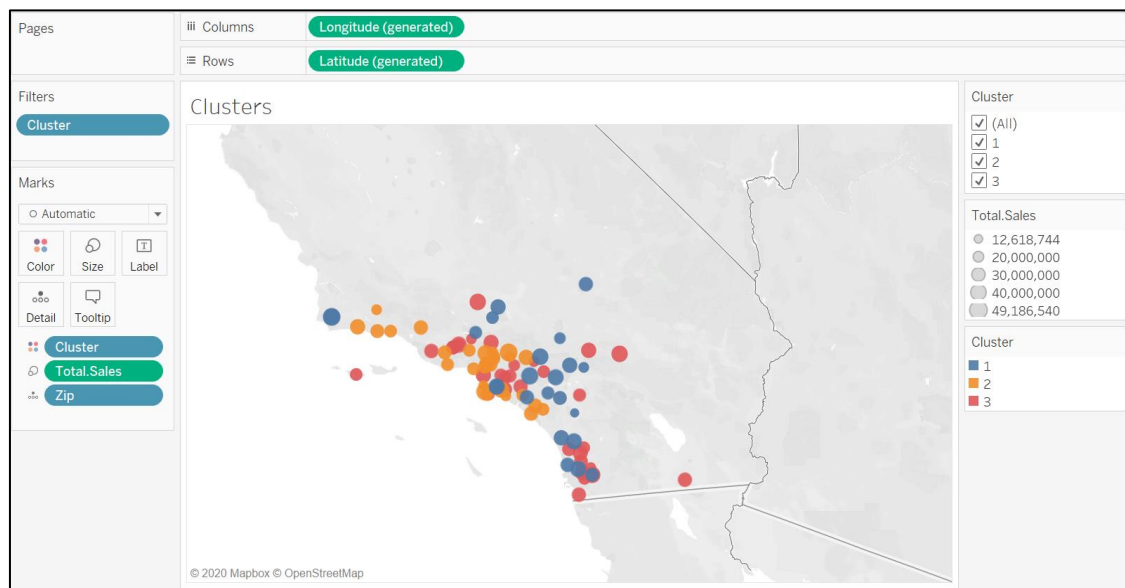 Pages
Columns
Longitude (generated)
Rows
Latitude (generated)
Filters
Cluster
Marks
Automatic
Color
Size
T
Label
Detail
Tooltip
Cluster
Total.Sales
Zip
Clusters
© 2020 Mapbox © OpenStreetMap
Cluster
(All)
1
2
3
Total.Sales
12,618,744
20,000,000
30,000,000
40,000,000
49,186,540
Cluster
1
2
3